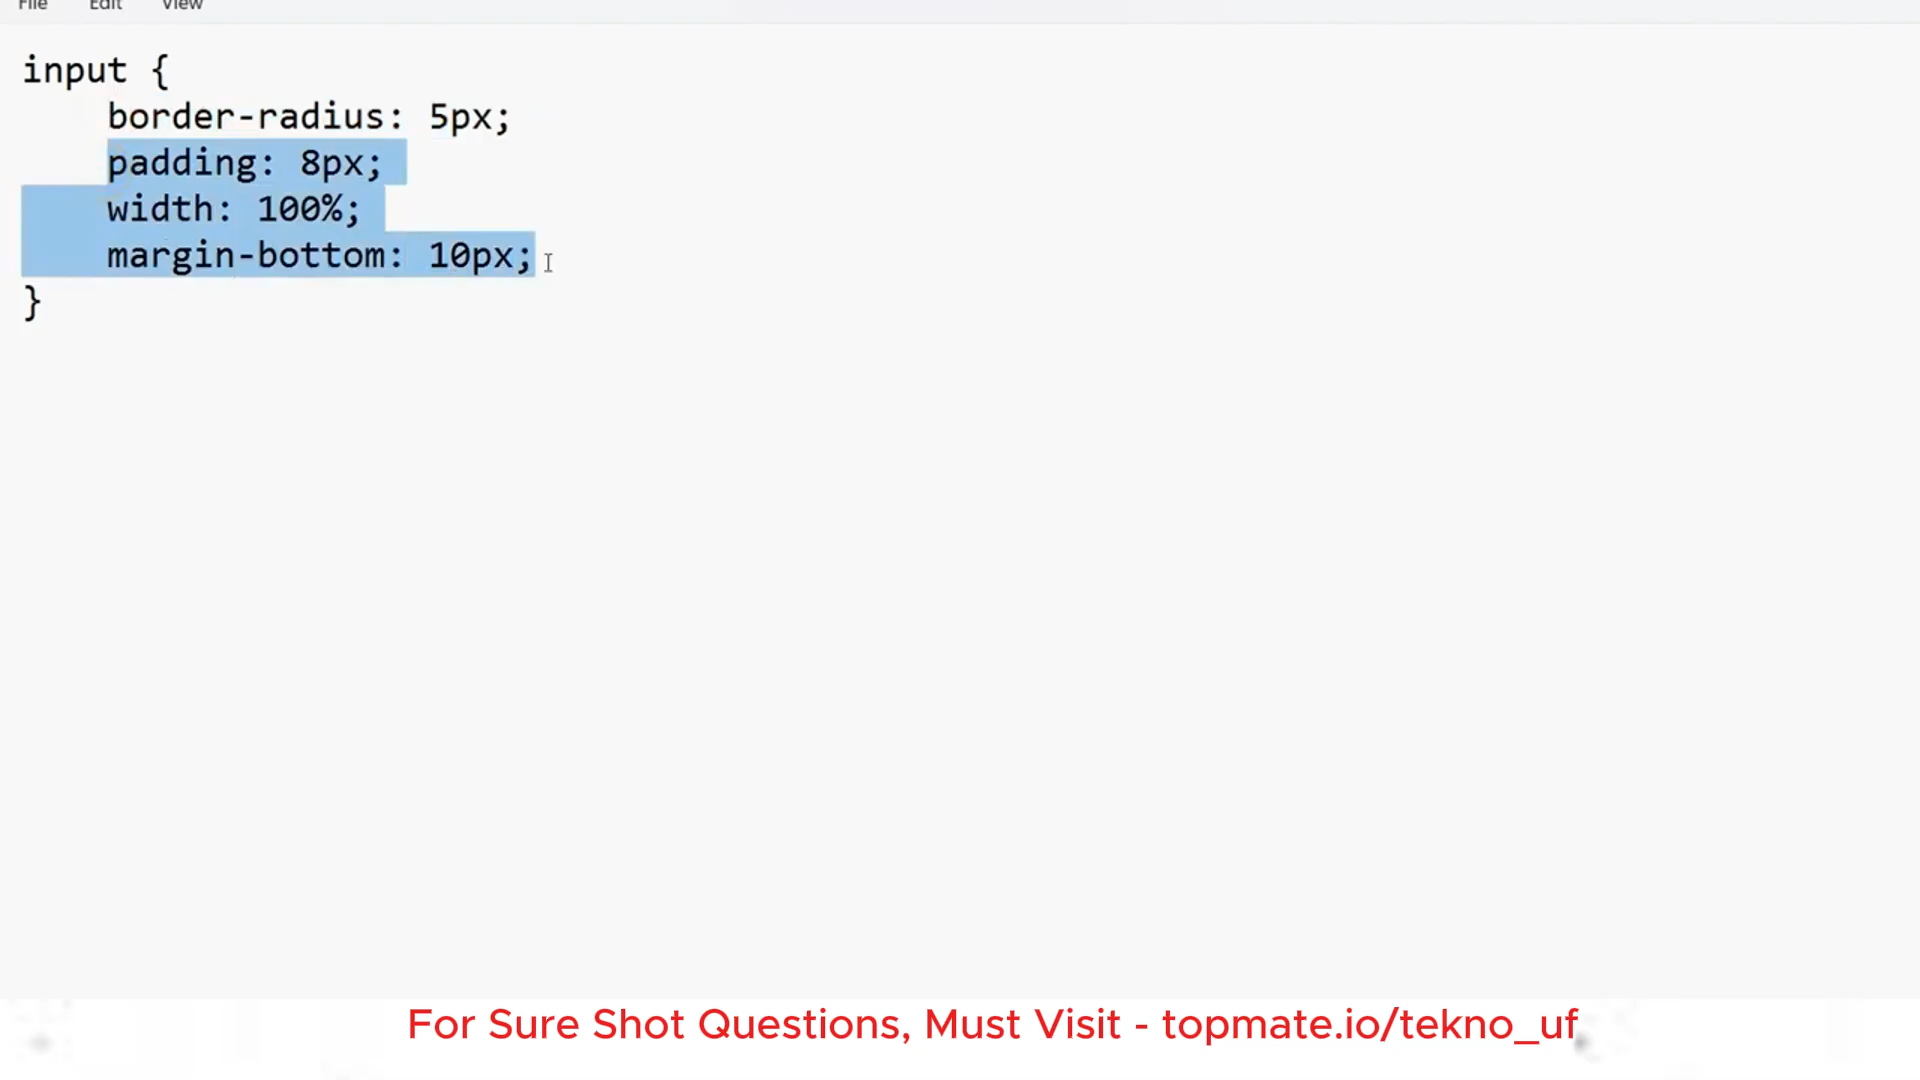 File Edit View
input {
border-radius: 5px;
padding: 8px;
width: 100%;
margin-bottom: 10px;
}
For Sure Shot Questions, Must Visit - topmate.io/tekno_uf